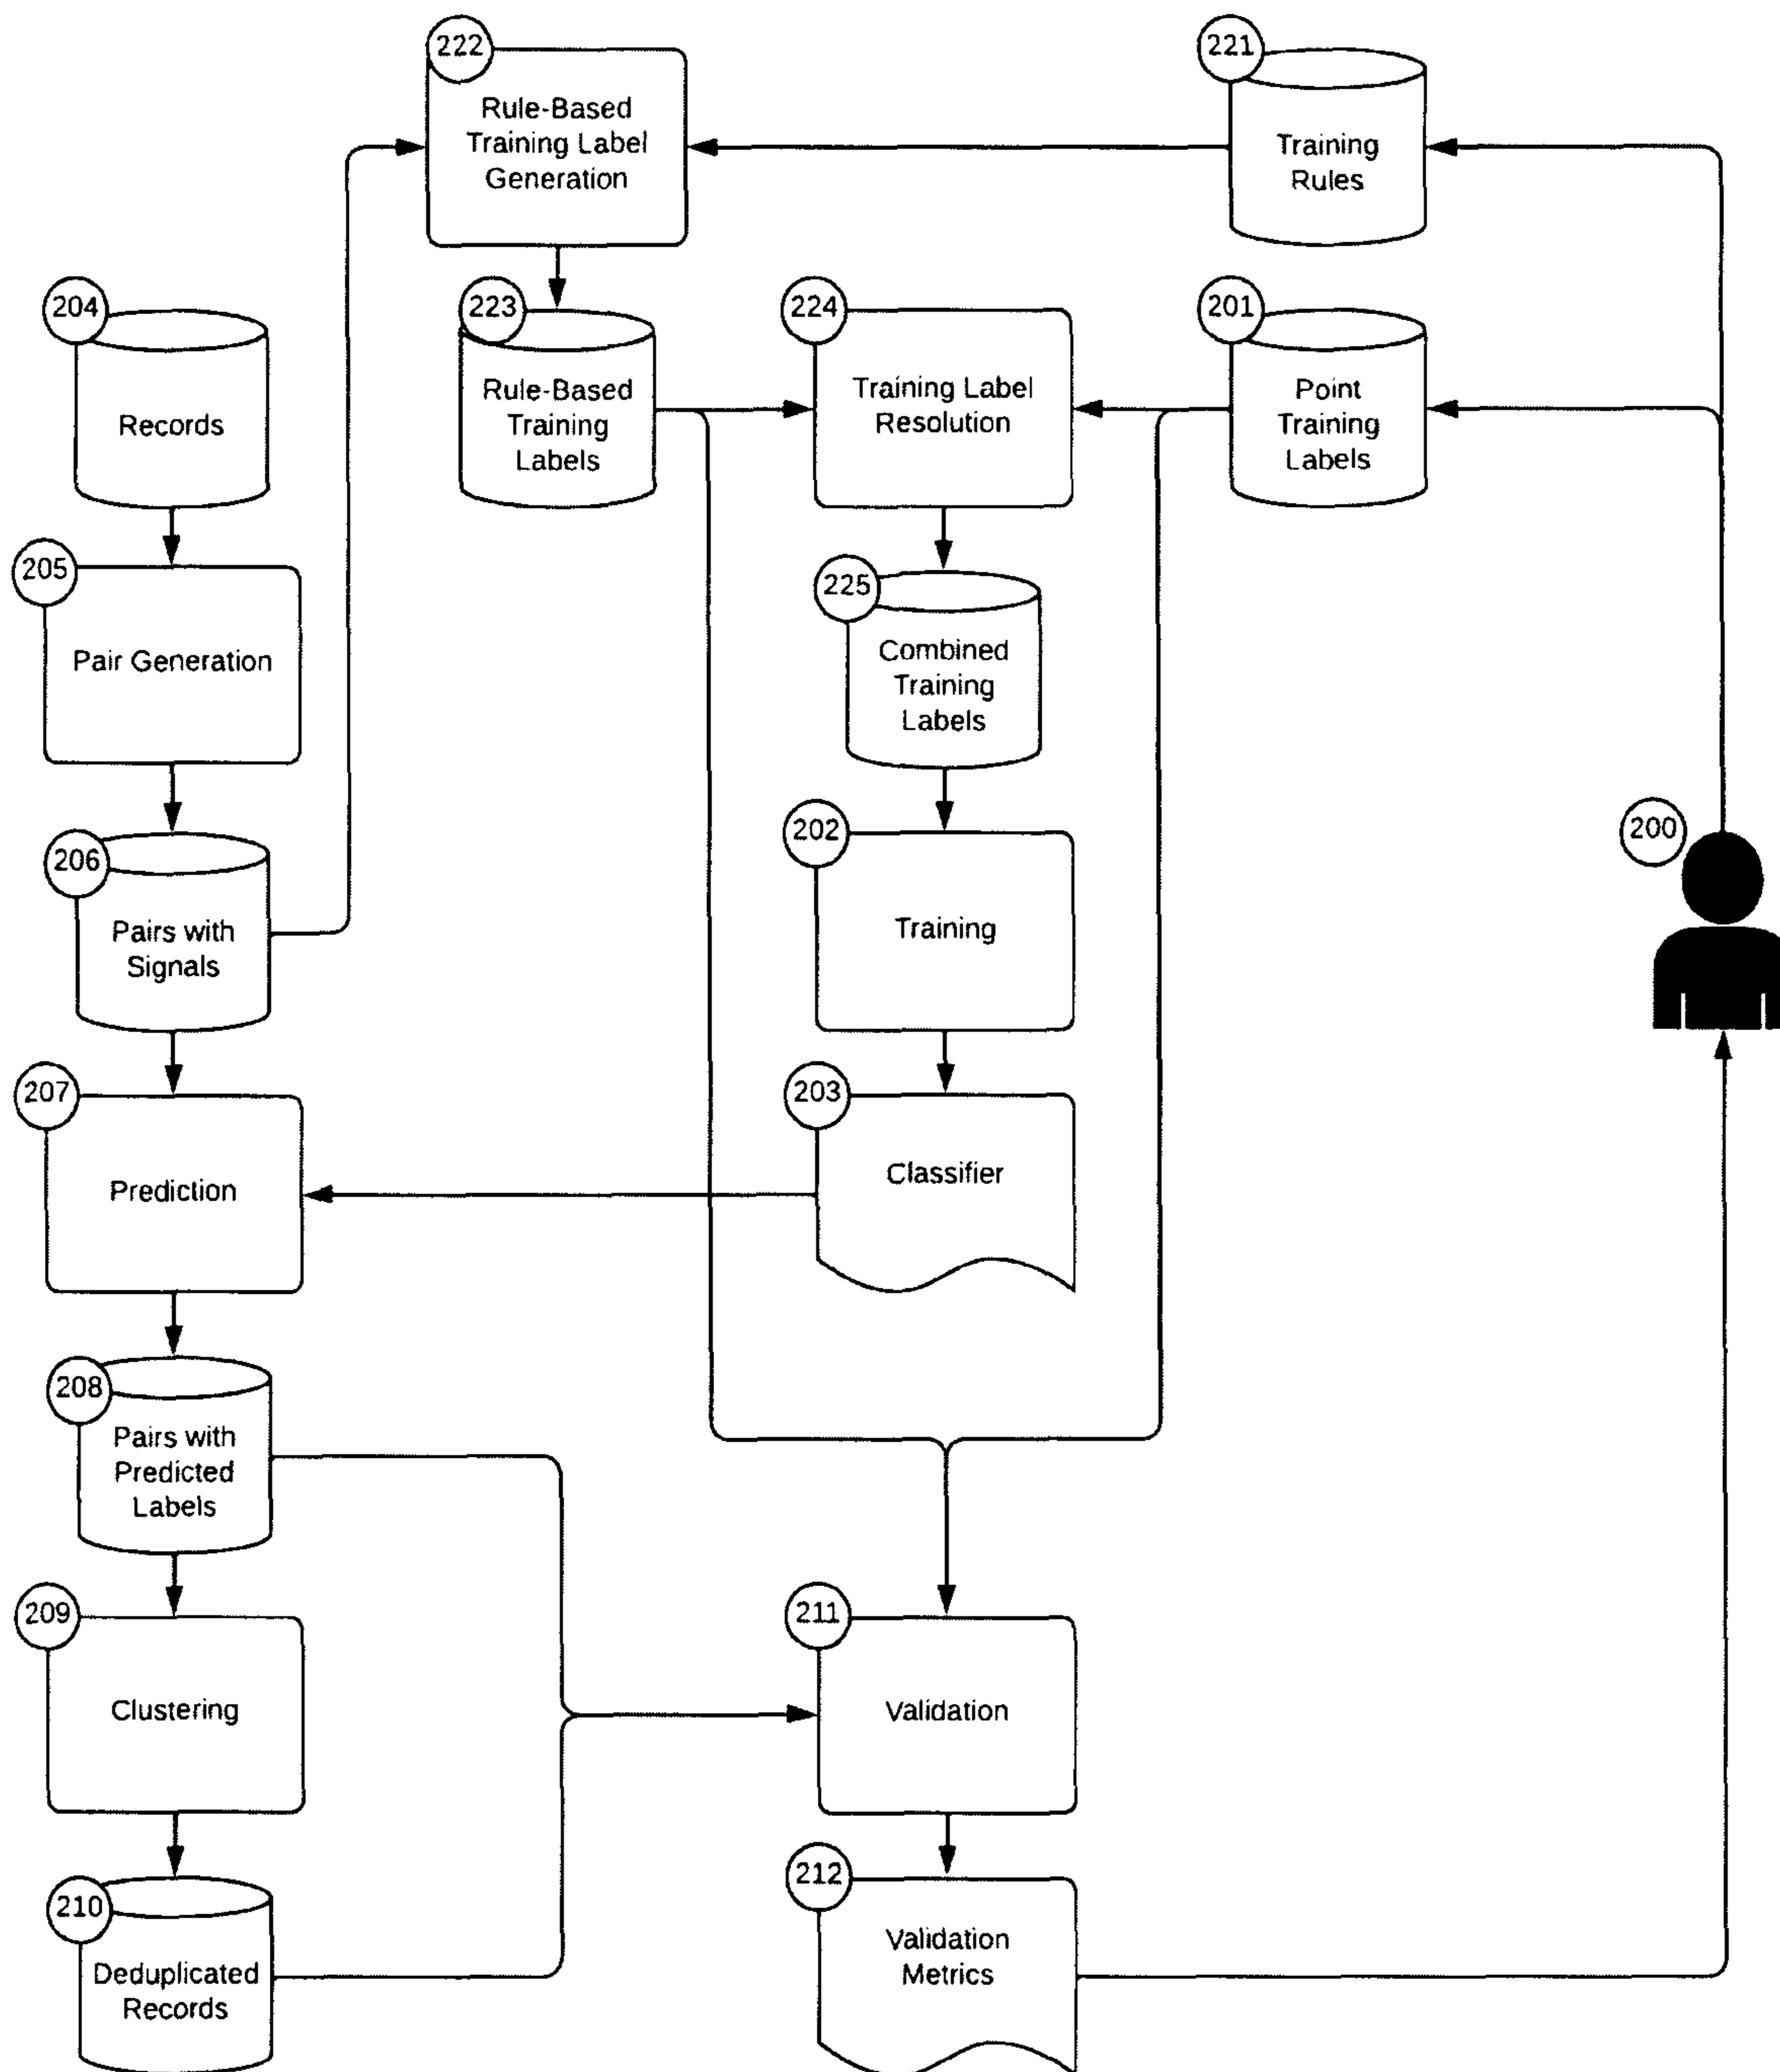 222
Rule-Based
Training Label
Generation
221
Training
Rules
204
Records
223
Rule-Based
Training
Labels
224
Training Label
Resolution
201
Point
Training
Labels
205
Pair Generation
225
Combined
Training
Labels
206
Pairs with
Signals
202
Training
200
207
Prediction
203
Classifier
208
Pairs with
Predicted
Labels
209
Clustering
211
Validation
210
Deduplicated
Records
212
Validation
Metrics